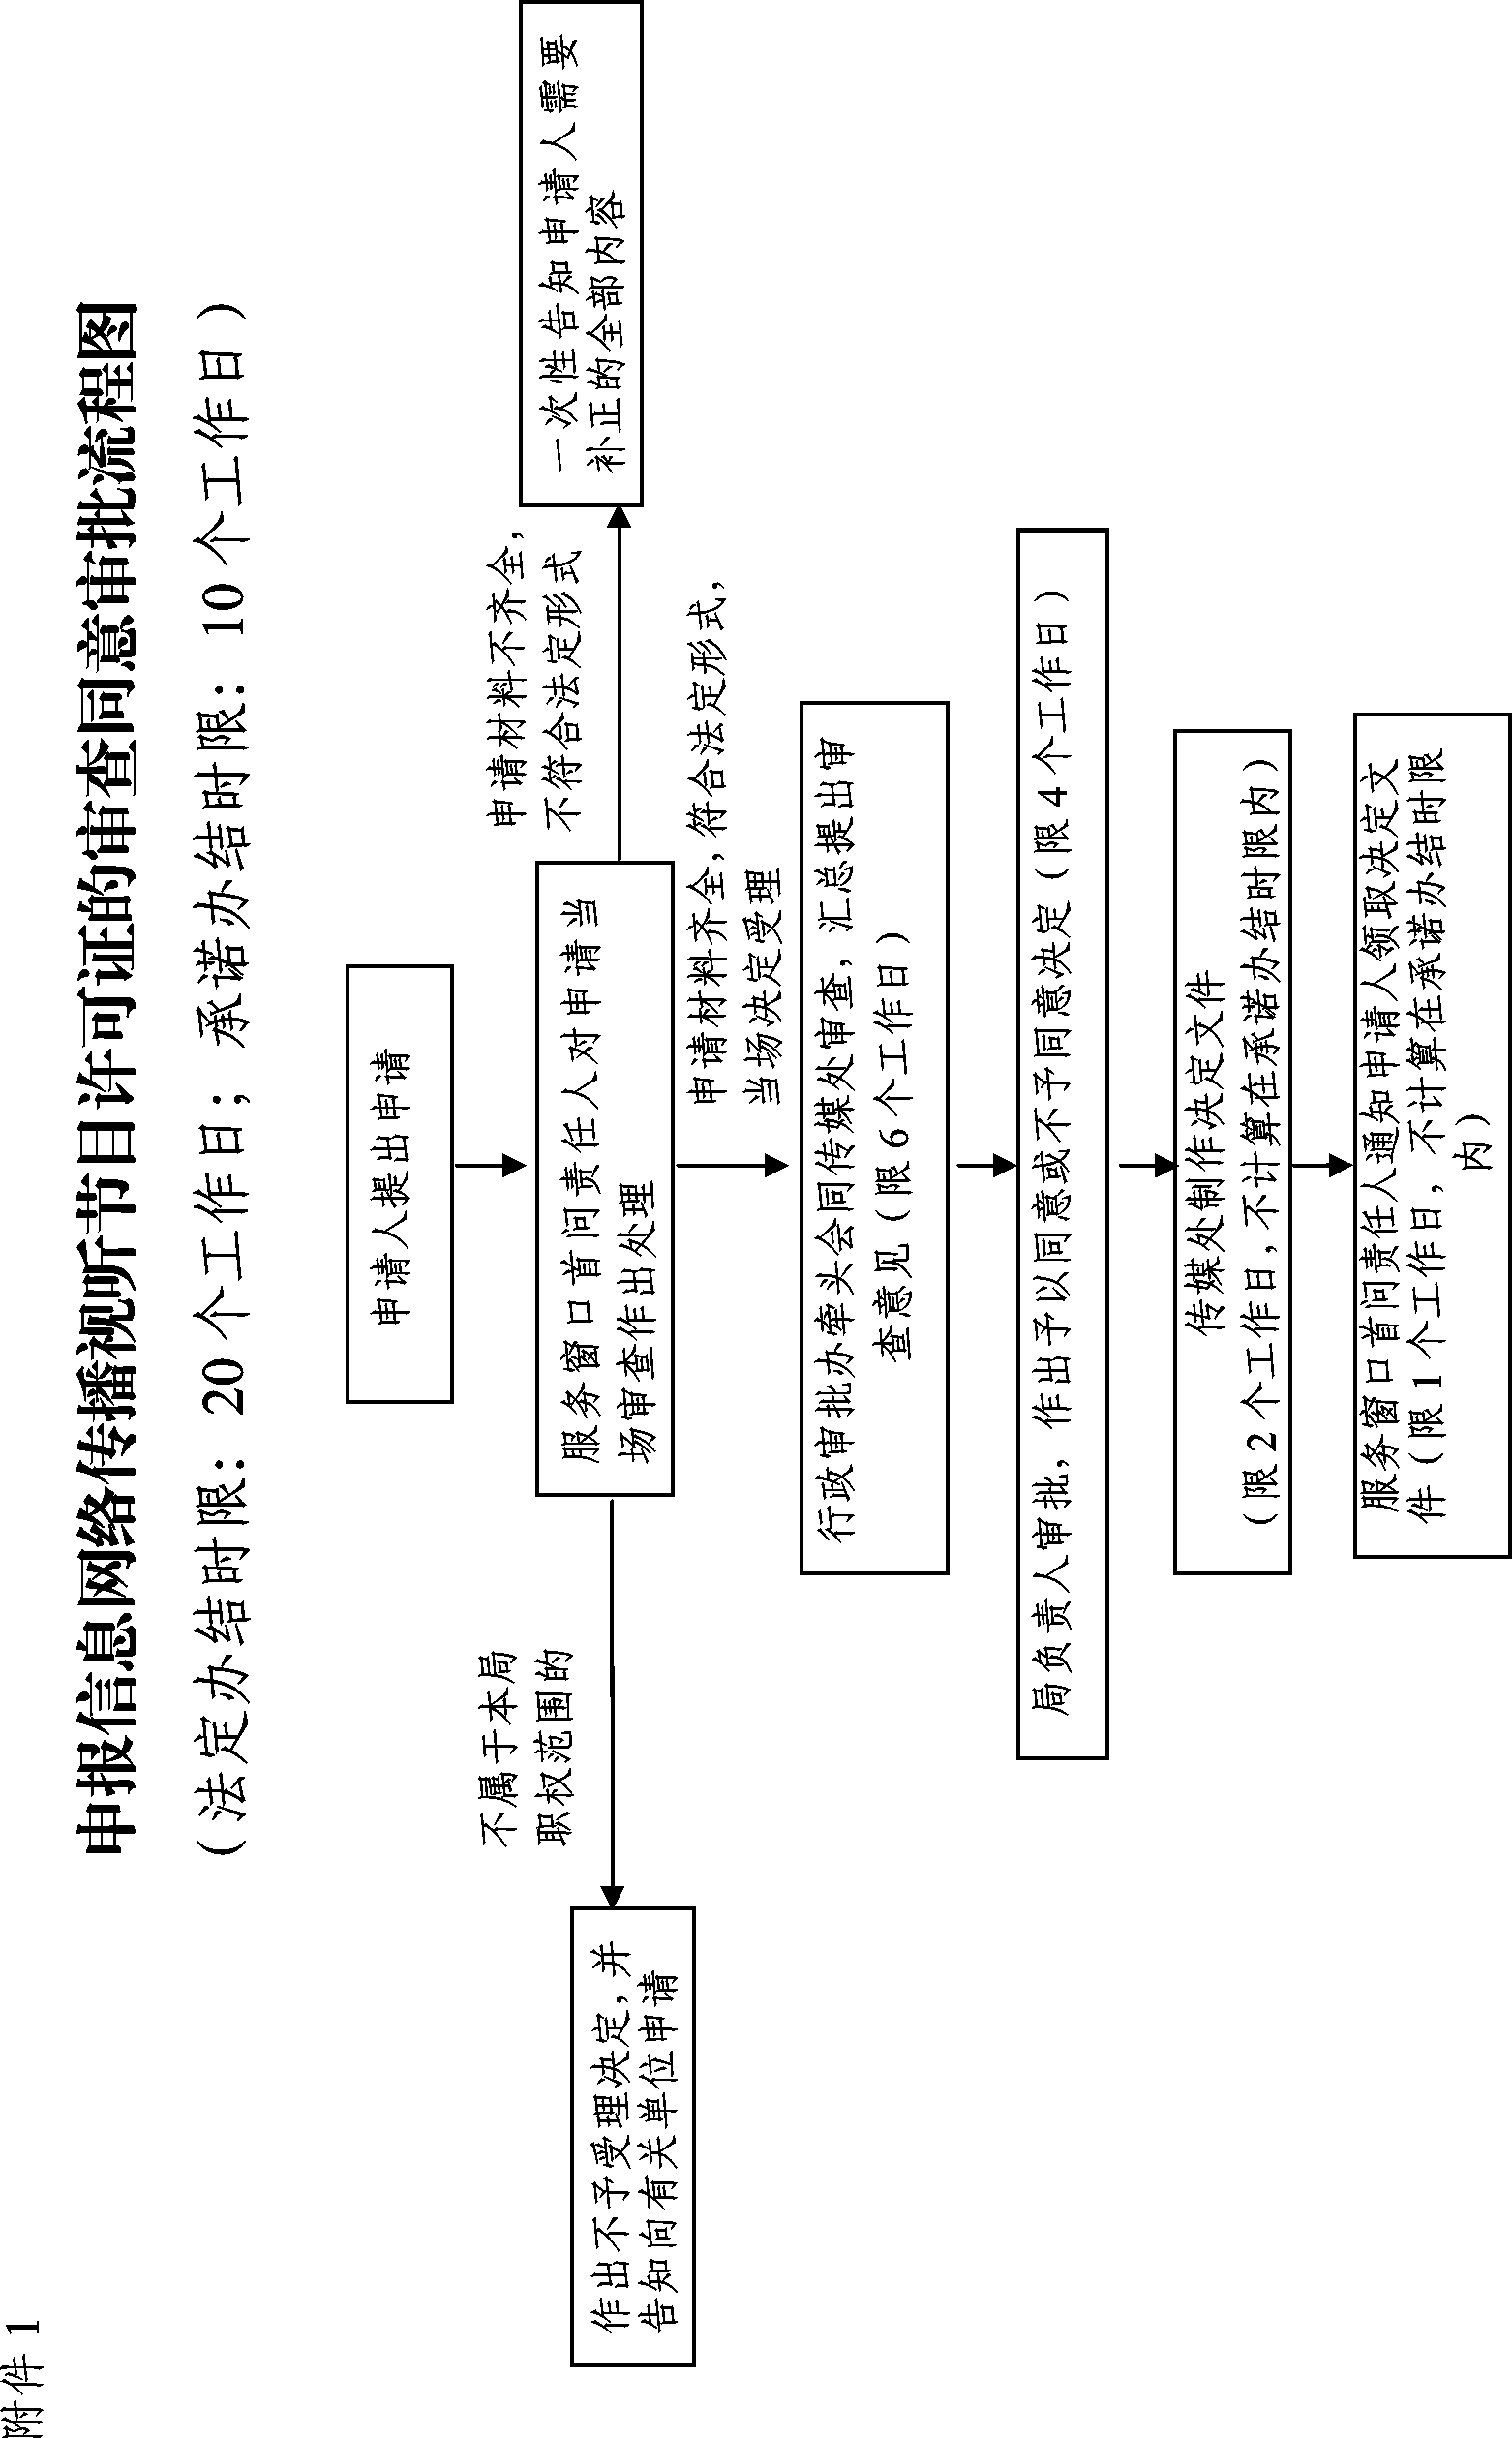 附件 1
申报信息网络传播视听节目许可证的审查同意审批流程图
（法定办结时限：20 个工作日；承诺办结时限：10 个工作日）
申请人提出申请
不属于本局
职权范围的
服务窗口首问责任人对申请当
场审查作出处理
申请材料不齐全，
不符合法定形式
一次性告知申请人需要
补正的全部内容
作出不予受理决定，并
告知向有关单位申请
申请材料齐全，符合法定形式，
当场决定受理
行政审批办牵头会同传媒处审查，汇总提出审
查意见（限 6 个工作日）
局负责人审批，作出予以同意或不予同意决定（限 4 个工作日）
传媒处制作决定文件
（限 2 个工作日，不计算在承诺办结时限内）
服务窗口首问责任人通知申请人领取决定文
件（限 1 个工作日，不计算在承诺办结时限
内）